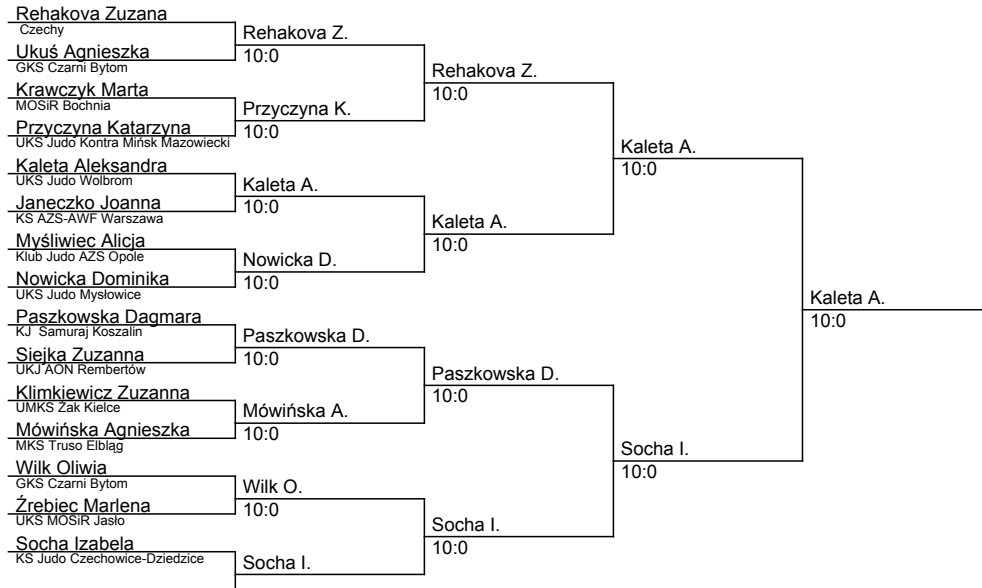 Rehakova Zuzana
Czechy
Ukuś Agnieszka
GKS Czarni Bytom
Krawczyk Marta
MOSiR Bochnia
Przyczyna Katarzyna
UKS Judo Kontra Mińsk Mazowiecki
Kaleta Aleksandra
UKS Judo Wolbrom
Janeczko Joanna
KS AZS-AWF Warszawa
Myśliwiec Alicja
Klub Judo AZS Opole
Nowicka Dominika
UKS Judo Mysłowice
Paszkowska Dagmara
KJ Samuraj Koszalin
Siejka Zuzanna
UKJ AON Rembertów
Klimkiewicz Zuzanna
UMKS Żak Kielce
Mówińska Agnieszka
MKS Truso Elbląg
Wilk Oliwia
GKS Czarni Bytom
Źrebiec Marlena
UKS MOSiR Jasło
Socha Izabela
KS Judo Czechowice-Dziedzice
Rehakova Z.
10:0
Przyczyna K.
10:0
Kaleta A.
10:0
Nowicka D.
10:0
Paszkowska D.
10:0
Mówińska A.
10:0
Wilk O.
10:0
Socha I.
Rehakova Z.
10:0
Kaleta A.
10:0
Paszkowska D.
10:0
Socha I.
10:0
Kaleta A.
10:0
Socha I.
10:0
Kaleta A.
10:0